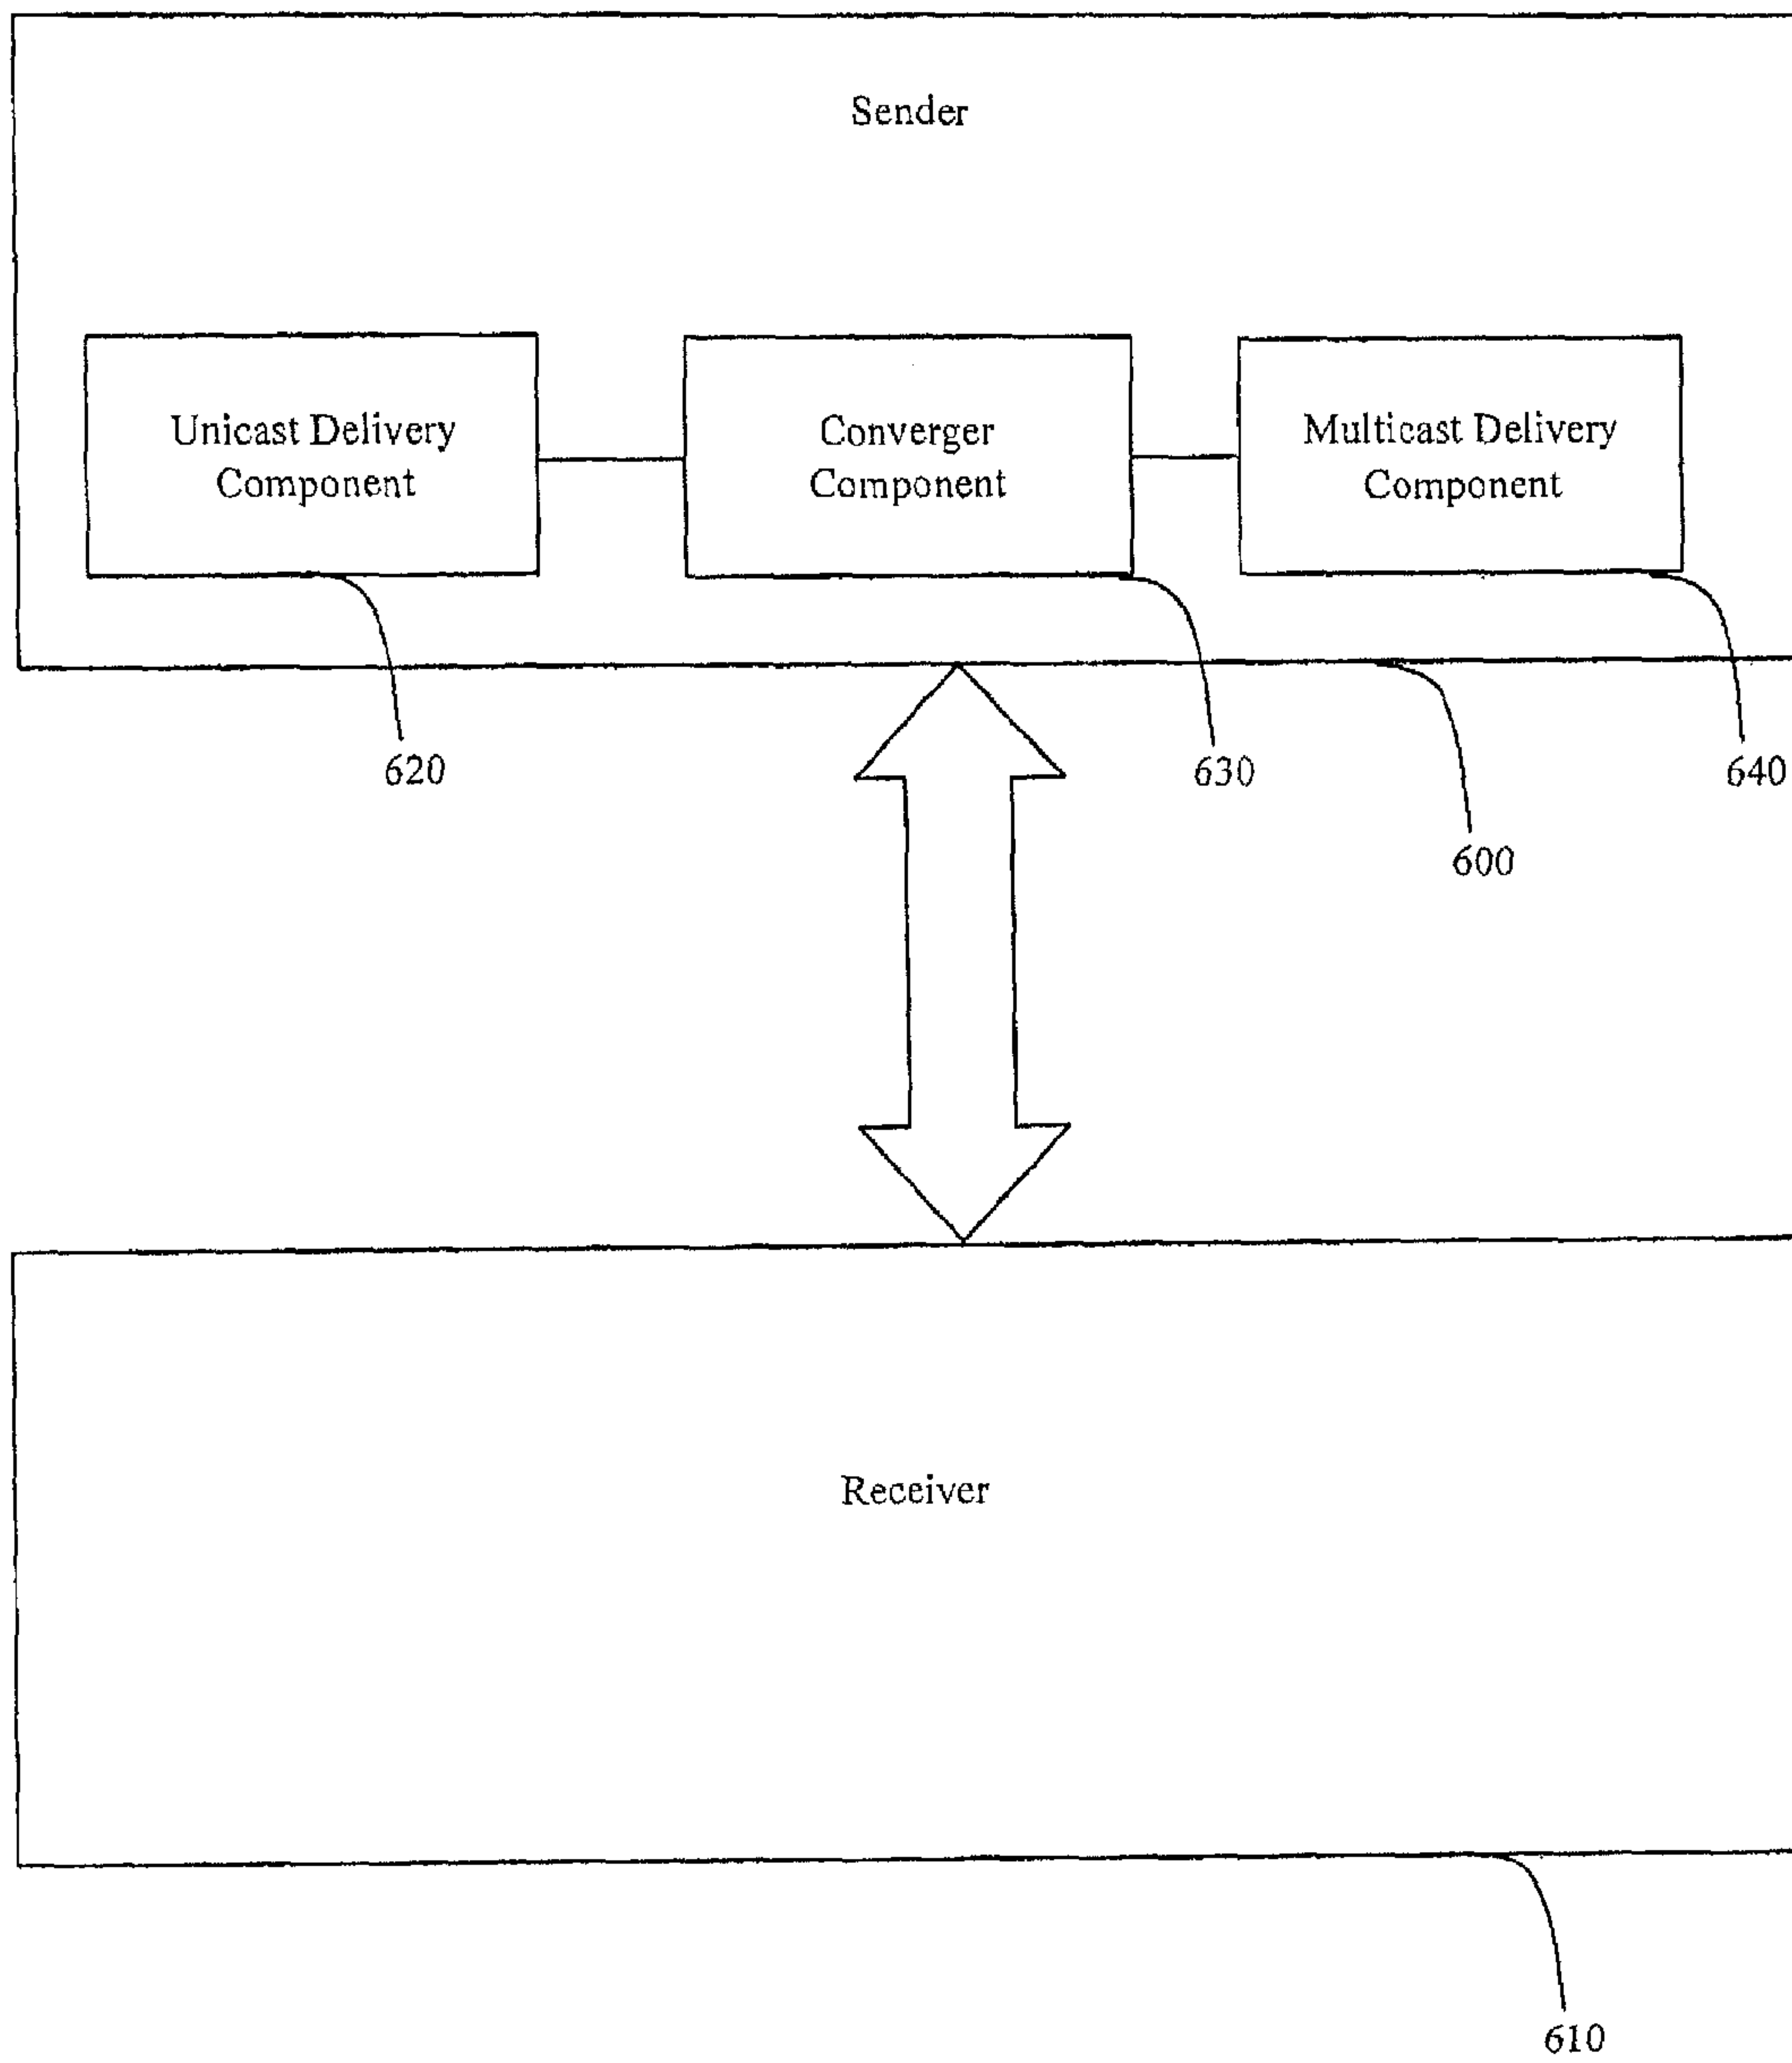 Sender
Unicast Delivery
Component
Converger
Component
Multicast Delivery
Component
620
630
640
600
Receiver
610